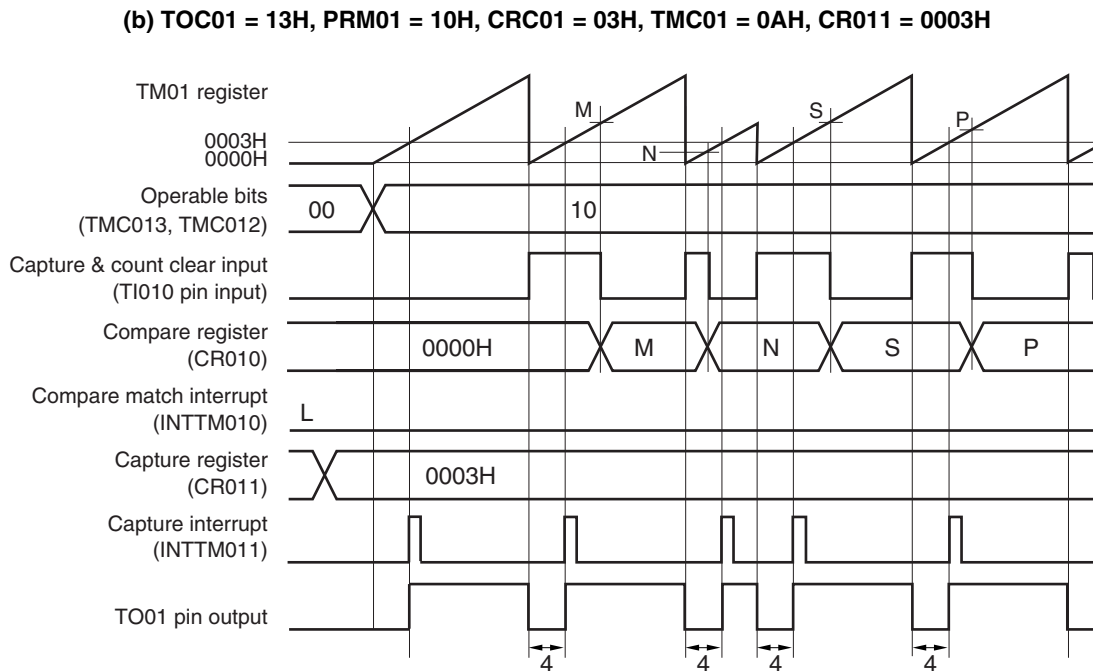 (b) TOC01 = 13H, PRM01 = 10H, CRC01 = 03H, TMC01 = 0AH, CR011 = 0003H
TM01 register
M
S
P
N
0003H
0000H
Operable bits
(TMC013, TMC012)
00
10
Capture & count clear input
(TI010 pin input)
Compare register
(CR010)
0000H
M
N
S
P
Compare match interrupt
(INTTM010)
L
Capture register
(CR011)
0003H
Capture interrupt
(INTTM011)
TO01 pin output
4
4
4
4